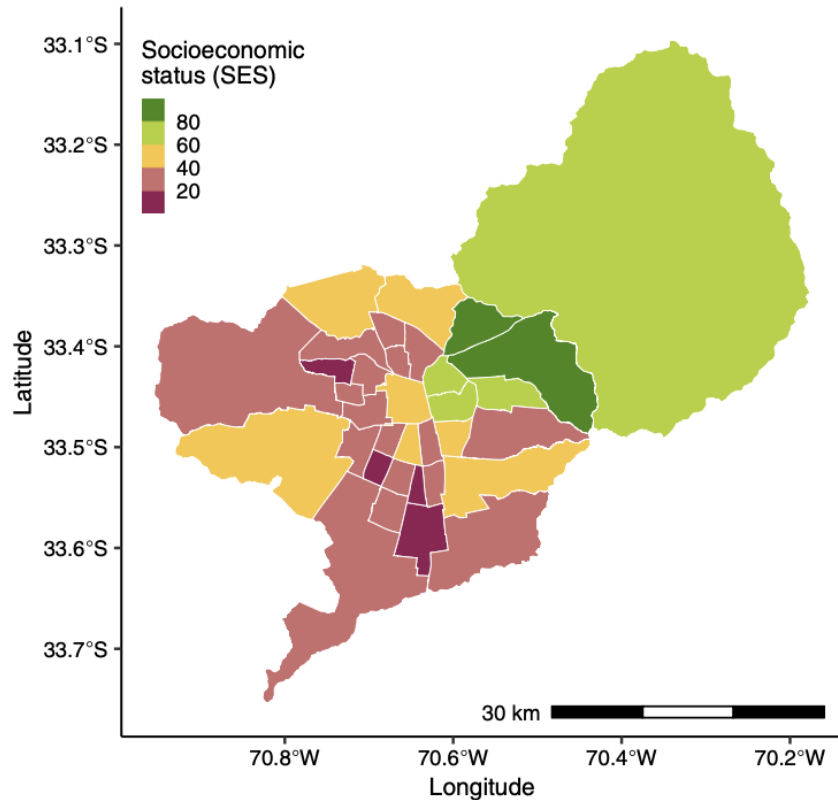 Socioeconomic
status (SES)
80
60
40
20
33.1°S
33.2°S
33.3°S
33.4°S
33.5°S
33.6°S
33.7°S
Latitude
30 km
70.8°W
70.6°W
70.4°W
70.2°W
Longitude